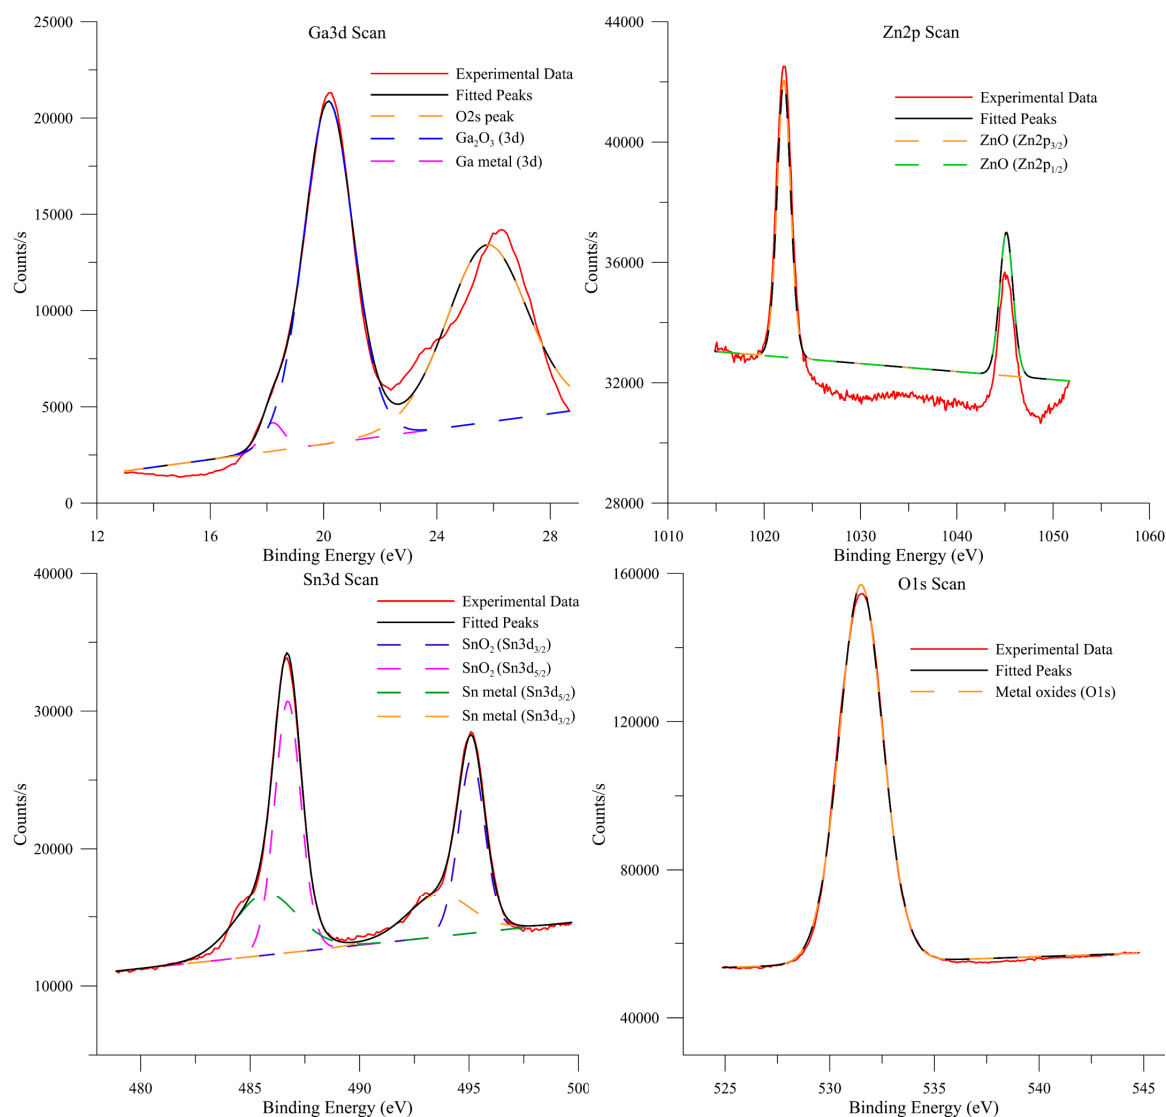 Ga3d Scan
25000
20000
15000
10000
5000
0
Counts/s
Experimental Data
Fitted Peaks
O2s peak
Ga₂O₃ (3d)
Ga metal (3d)
12 16 20 24 28
Binding Energy (eV)
Zn2p Scan
44000
40000
36000
32000
28000
Counts/s
Experimental Data
Fitted Peaks
ZnO (Zn2p₃/₂)
ZnO (Zn2p₁/₂)
1010 1020 1030 1040 1050 1060
Binding Energy (eV)
Sn3d Scan
40000
30000
20000
10000
Counts/s
Experimental Data
Fitted Peaks
SnO₂ (Sn3d₃/₂)
SnO₂ (Sn3d₅/₂)
Sn metal (Sn3d₅/₂)
Sn metal (Sn3d₃/₂)
480 485 490 495 500
Binding Energy (eV)
O1s Scan
160000
120000
80000
40000
Counts/s
Experimental Data
Fitted Peaks
Metal oxides (O1s)
525 530 535 540 545
Binding Energy (eV)